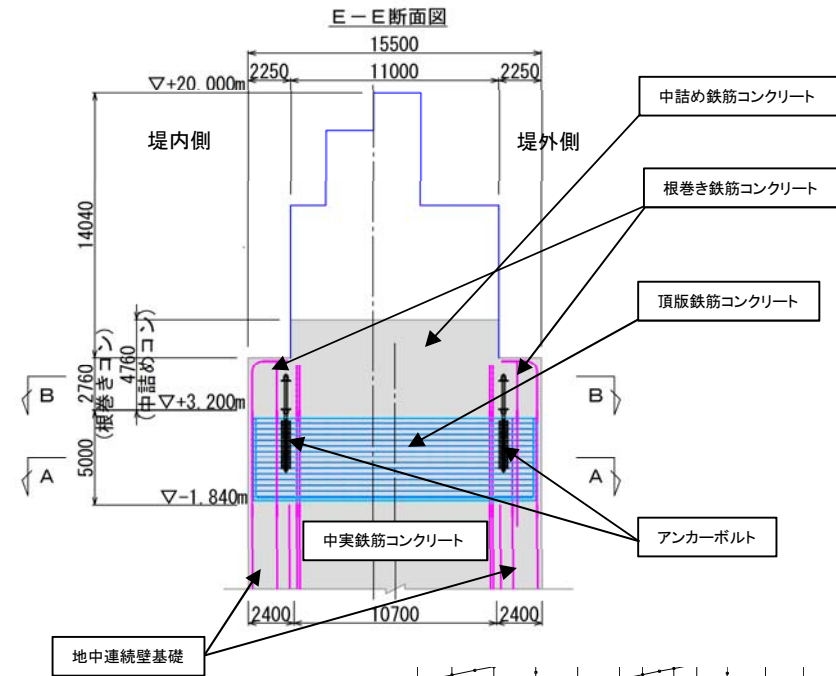 E－E断面図
15500
2250
11000
2250
▽+20.000m
堤内側
堤外側
中詰め鉄筋コンクリート
根巻き鉄筋コンクリート
頂版鉄筋コンクリート
14040
4760
(中詰めコン)
2760
(根巻きコン)
B
B
▽+3.200m
5000
A
A
▽-1.840m
中実鉄筋コンクリート
アンカーボルト
2400
10700
2400
地中連続壁基礎